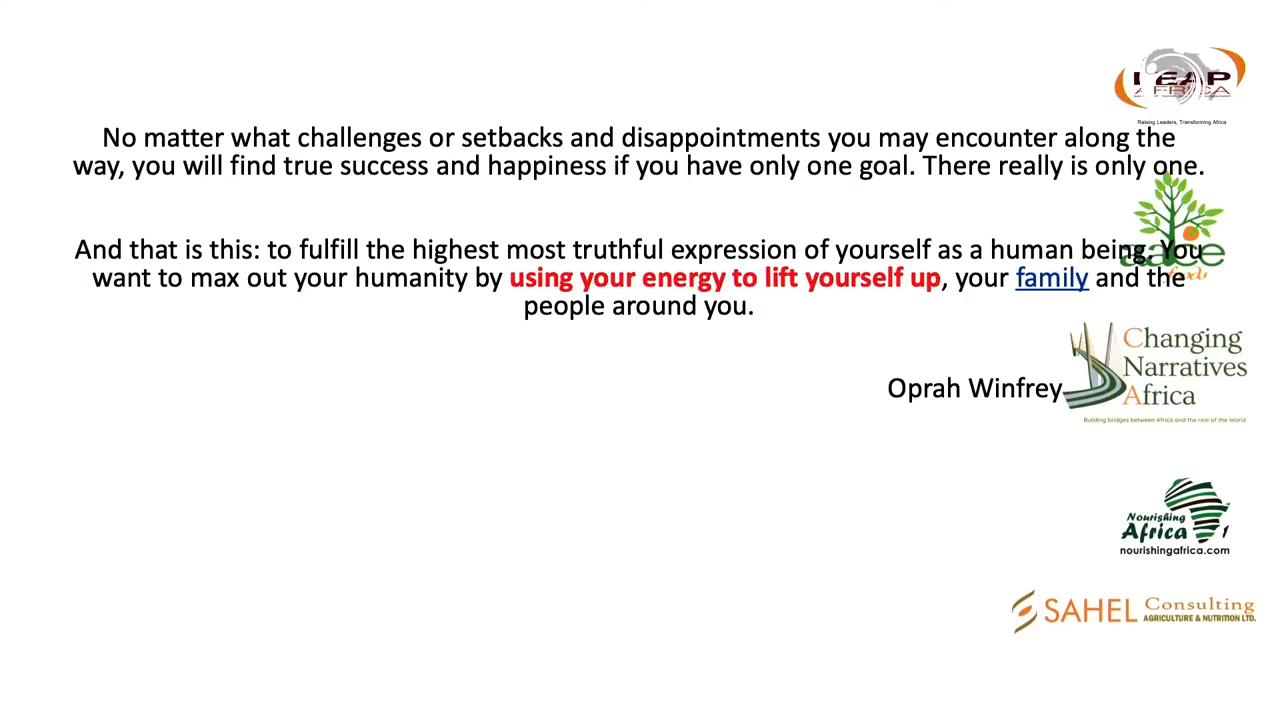 LEAP
AFRICA
Raising Leaders, Transforming Africa
No matter what challenges or setbacks and disappointments you may encounter along the
way, you will find true success and happiness if you have only one goal. There really is only one.
And that is this: to fulfill the highest most truthful expression of yourself as a human being. You
want to max out your humanity by using your energy to lift yourself up, your family and the
people around you.
aace
foods
Oprah Winfrey
Changing
Narratives
Africa
Building bridges between Africa and the rest of the World
Nourishing
Africa
nourishingafrica.com
SAHEL Consulting
AGRICULTURE & NUTRITION LTD.